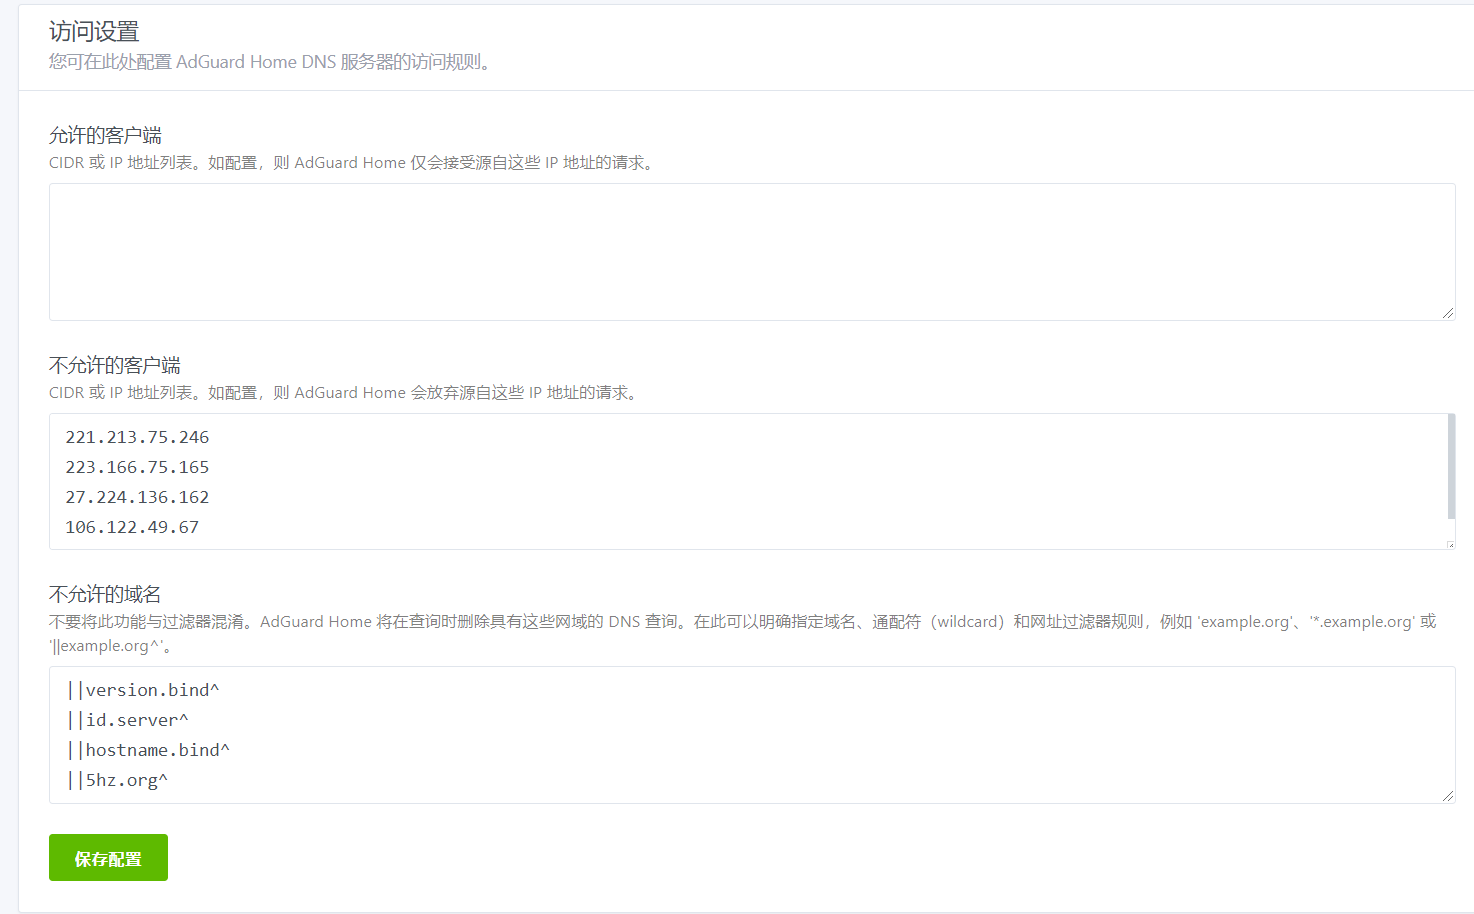 访问设置
您可在此处配置 AdGuard Home DNS 服务器的访问规则。
允许的客户端
CIDR 或 IP 地址列表。如配置，则 AdGuard Home 仅会接受源自这些 IP 地址的请求。
不允许的客户端
CIDR 或 IP 地址列表。如配置，则 AdGuard Home 会放弃源自这些 IP 地址的请求。
221.213.75.246
223.166.75.165
27.224.136.162
106.122.49.67
不允许的域名
不要将此功能与过滤器混淆。AdGuard Home 将在查询时删除具有这些网域的 DNS 查询。在此可以明确指定域名、通配符（wildcard）和网址过滤器规则，例如 'example.org'、'*.example.org' 或
'||example.org^'。
||version.bind^
||id.server^
||hostname.bind^
||5hz.org^
保存配置